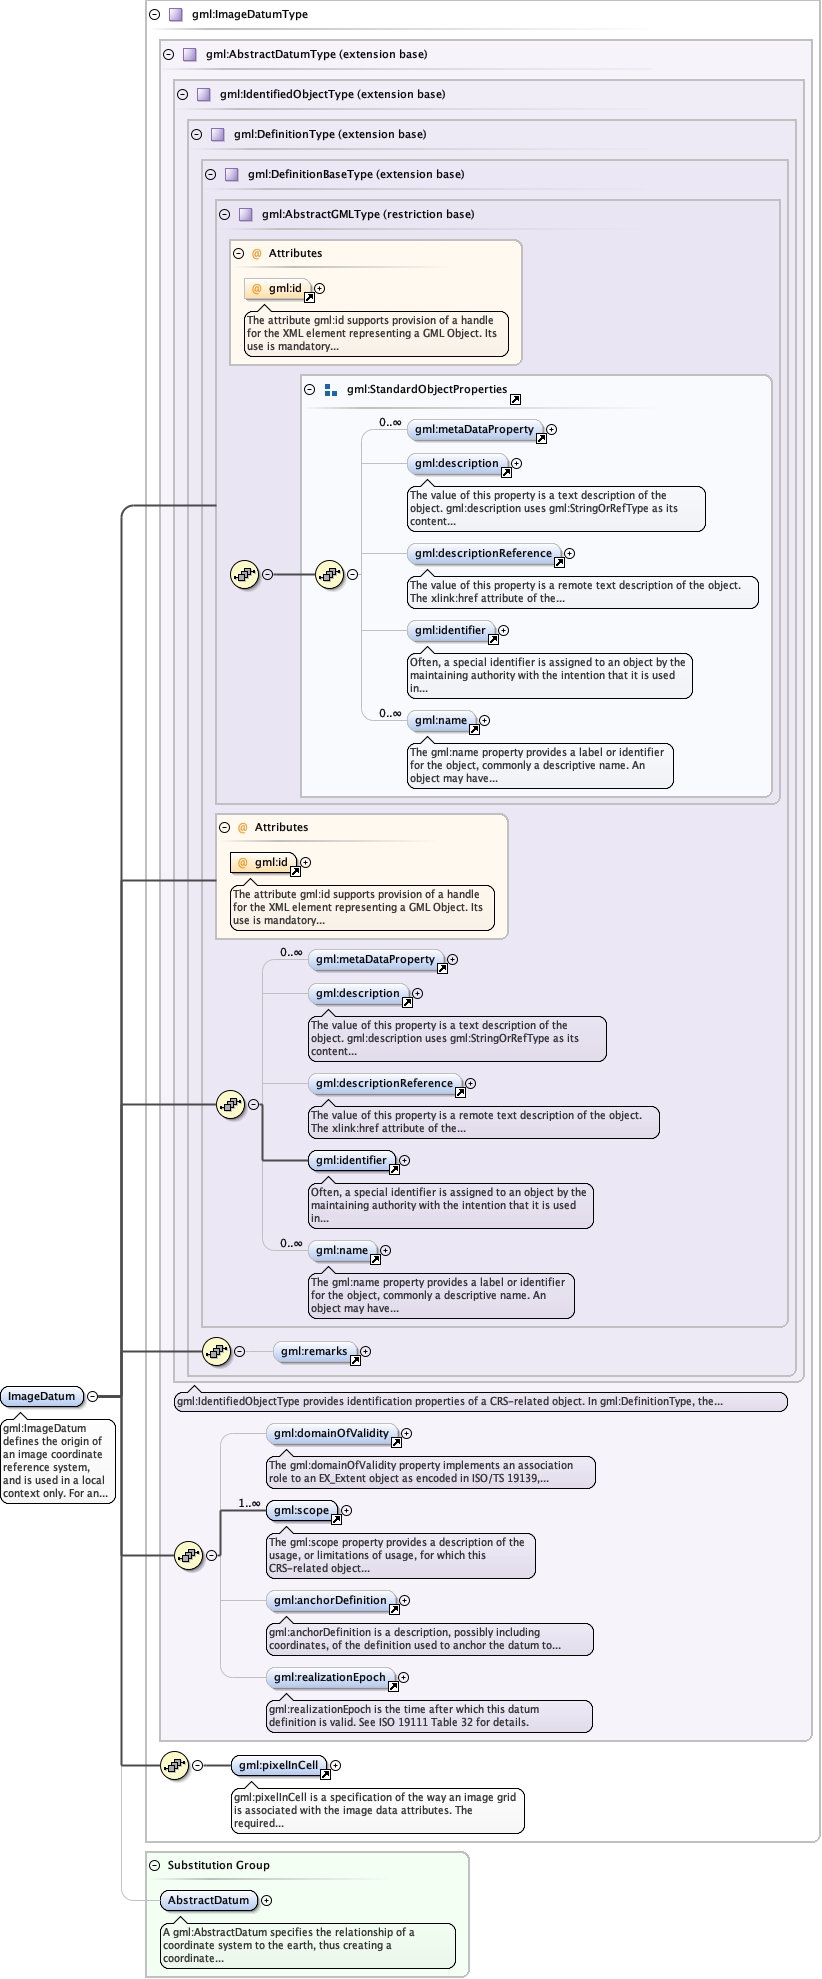 gml:ImageDatumType
gml:AbstractDatumType (extension base)
gml:IdentifiedObjectType (extension base)
gml:DefinitionType (extension base)
gml:DefinitionBaseType (extension base)
gml:AbstractGMLType (restriction base)
@ Attributes
@ gml:id
The attribute gml:id supports provision of a handle
for the XML element representing a GML Object. Its
use is mandatory...
gml:StandardObjectProperties
0..∞
gml:metaDataProperty
gml:description
The value of this property is a text description of the
object. gml:description uses gml:StringOrRefType as its
content...
gml:descriptionReference
The value of this property is a remote text description of the object.
The xlink:href attribute of the...
gml:identifier
Often, a special identifier is assigned to an object by the
maintaining authority with the intention that it is used
in...
0..∞
gml:name
The gml:name property provides a label or identifier
for the object, commonly a descriptive name. An
object may have...
@ Attributes
@ gml:id
The attribute gml:id supports provision of a handle
for the XML element representing a GML Object. Its
use is mandatory...
0..∞
gml:metaDataProperty
gml:description
The value of this property is a text description of the
object. gml:description uses gml:StringOrRefType as its
content...
gml:descriptionReference
The value of this property is a remote text description of the object.
The xlink:href attribute of the...
gml:identifier
Often, a special identifier is assigned to an object by the
maintaining authority with the intention that it is used
in...
0..∞
gml:name
The gml:name property provides a label or identifier
for the object, commonly a descriptive name. An
object may have...
gml:remarks
ImageDatum
gml:ImageDatum
defines the origin of
an image coordinate
reference system,
and is used in a local
context only. For an...
gml:IdentifiedObjectType provides identification properties of a CRS-related object. In gml:DefinitionType, the...
gml:domainOfValidity
The gml:domainOfValidity property implements an association
role to an EX_Extent object as encoded in ISO/TS 19139,...
1..∞
gml:scope
The gml:scope property provides a description of the
usage, or limitations of usage, for which this
CRS-related object...
gml:anchorDefinition
gml:anchorDefinition is a description, possibly including
coordinates, of the definition used to anchor the datum to...
gml:realizationEpoch
gml:realizationEpoch is the time after which this datum
definition is valid. See ISO 19111 Table 32 for details.
gml:pixelInCell
gml:pixelInCell is a specification of the way an image grid
is associated with the image data attributes. The
required...
Substitution Group
AbstractDatum
A gml:AbstractDatum specifies the relationship of a
coordinate system to the earth, thus creating a
coordinate...